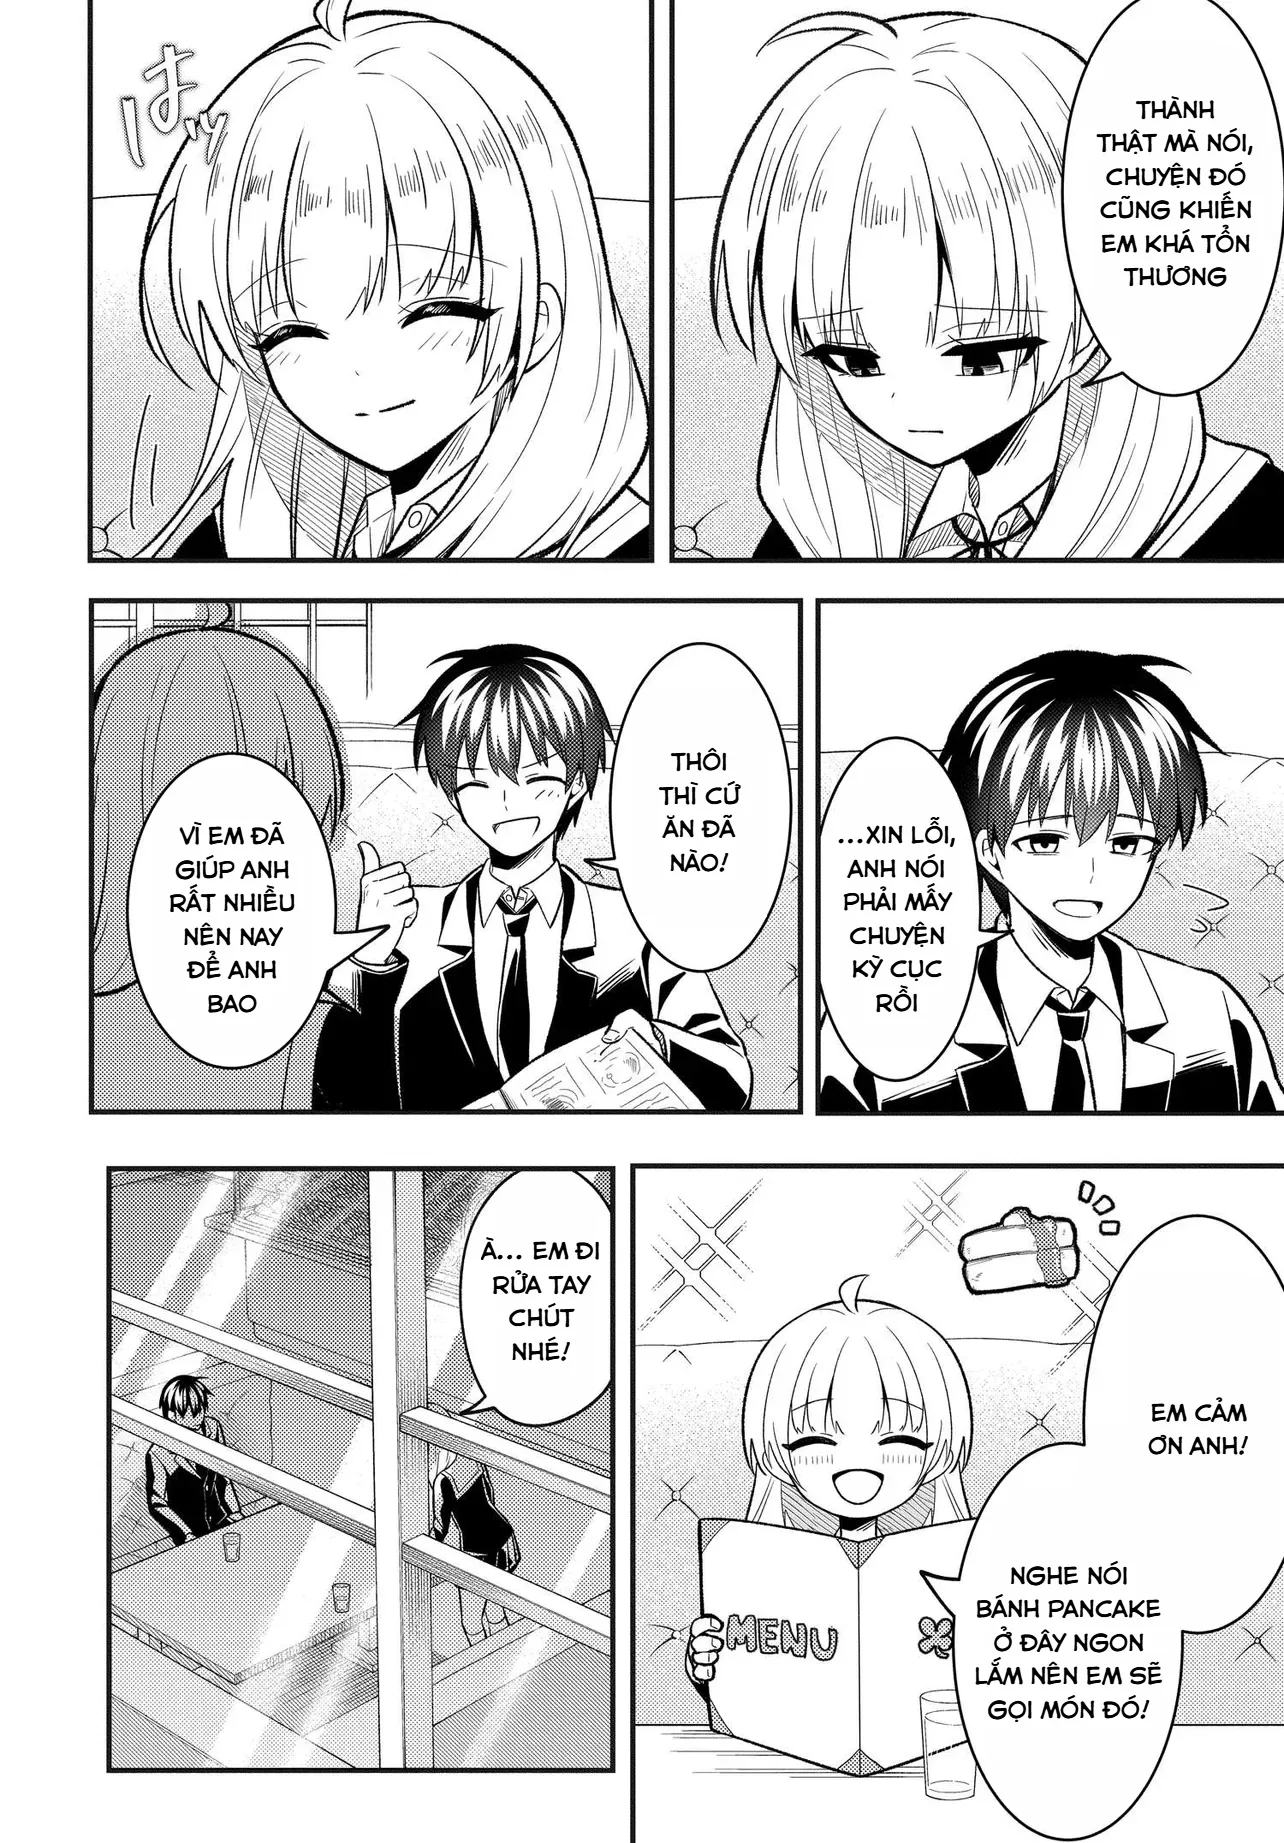 THÀNH
THẬT MÀ NÓI,
CHUYỆN ĐÓ
CŨNG KHIẾN
EM KHÁ TỔN
THƯƠNG
はっ
…XIN LỖI,
ANH NÓI
PHẢI MẤY
CHUYỆN
KỲ CỤC
RỒI
THÔI
THÌ CỨ
ĂN ĐÃ
NÀO!
VÌ EM ĐÃ
GIÚP ANH
RẤT NHIỀU
NÊN NAY
ĐỂ ANH
BAO
EM CẢM
ƠN ANH!
NGHE NÓI
BÁNH PANCAKE
Ở ĐÂY NGON
LẮM NÊN EM SẼ
GỌI MÓN ĐÓ!
MENU
À... EM ĐI
RỬA TAY
CHÚT
NHÉ!